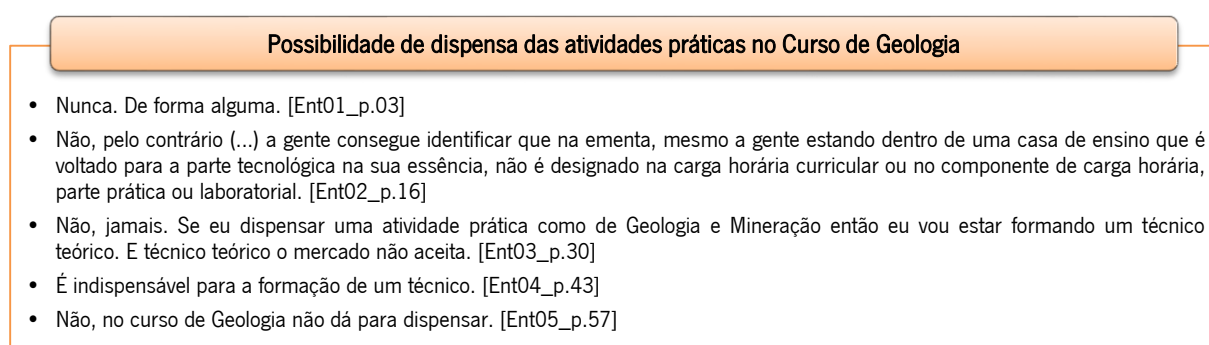 Possibilidade de dispensa das atividades práticas no Curso de Geologia
• Nunca. De forma alguma. [Ent01_p.03]
• Não, pelo contrário (...) a gente consegue identificar que na ementa, mesmo a gente estando dentro de uma casa de ensino que é
voltado para a parte tecnológica na sua essência, não é designado na carga horária curricular ou no componente de carga horária,
parte prática ou laboratorial. [Ent02_p.16]
• Não, jamais. Se eu dispensar uma atividade prática como de Geologia e Mineração então eu vou estar formando um técnico
teórico. E técnico teórico o mercado não aceita. [Ent03_p.30]
• É indispensável para a formação de um técnico. [Ent04_p.43]
• Não, no curso de Geologia não dá para dispensar. [Ent05_p.57]